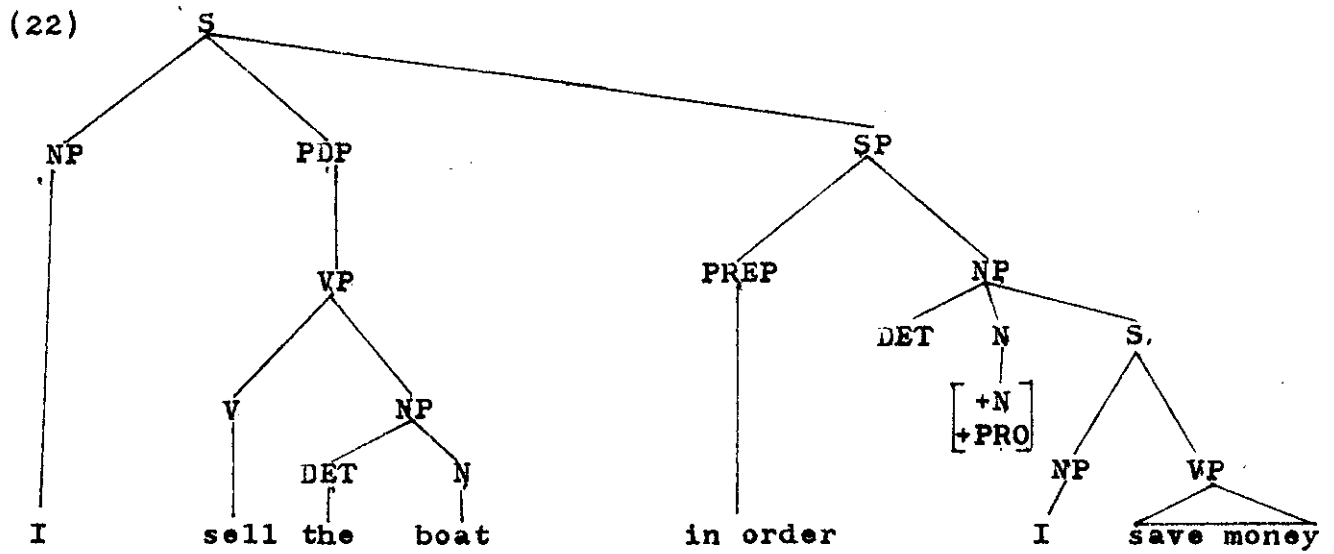 (22) S
NP PDP SP
VP PREP NP
DET N S
V NP [+N
+PRO]
DET N NP VP
I sell the boat in order I save money